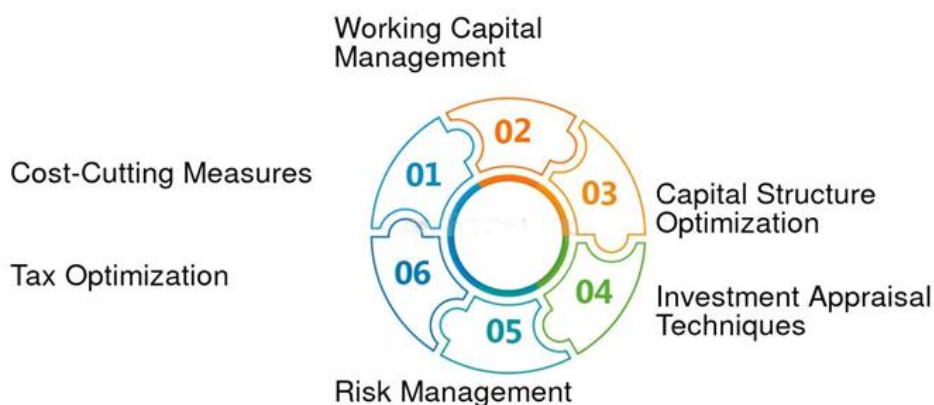 Working Capital
Management
02
01
Cost-Cutting Measures
03
Capital Structure
Optimization
06
Tax Optimization
04
Investment Appraisal
Techniques
05
Risk Management